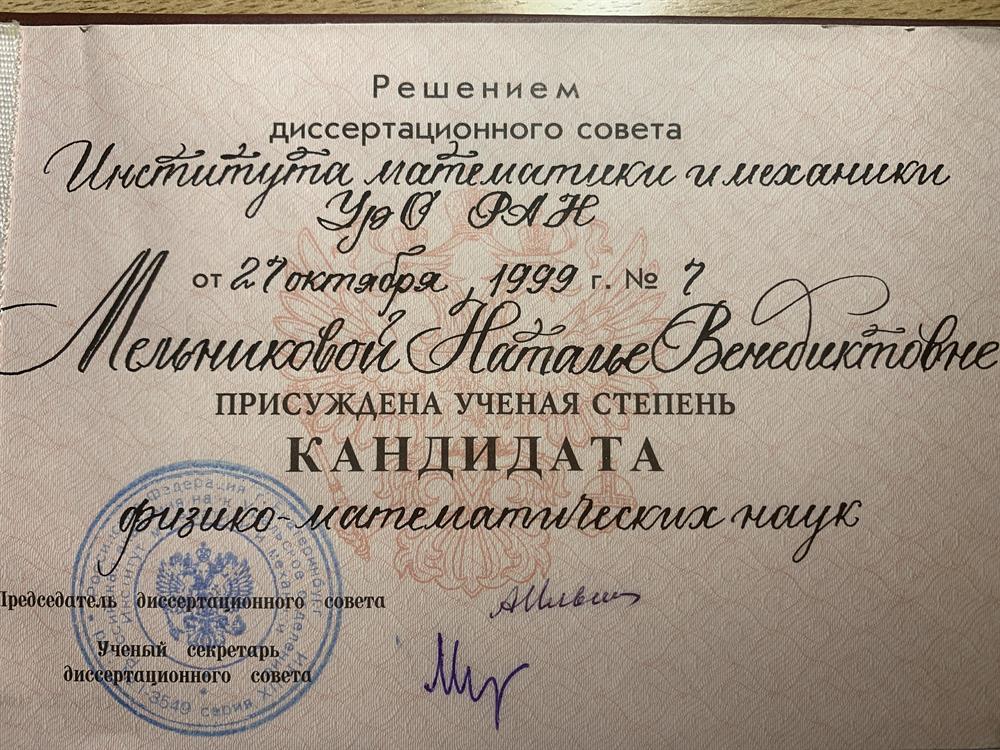 Решением
диссертационного совета
Института математики и механики
УрО РАН
от 27 октября, 1999 г. № 7
Мельниковой Наталье Венедиктовне
ПРИСУЖДЕНА УЧЕНАЯ СТЕПЕНЬ
КАНДИДАТА
физико-математических наук
Председатель диссертационного совета
Ученый секретарь
диссертационного совета